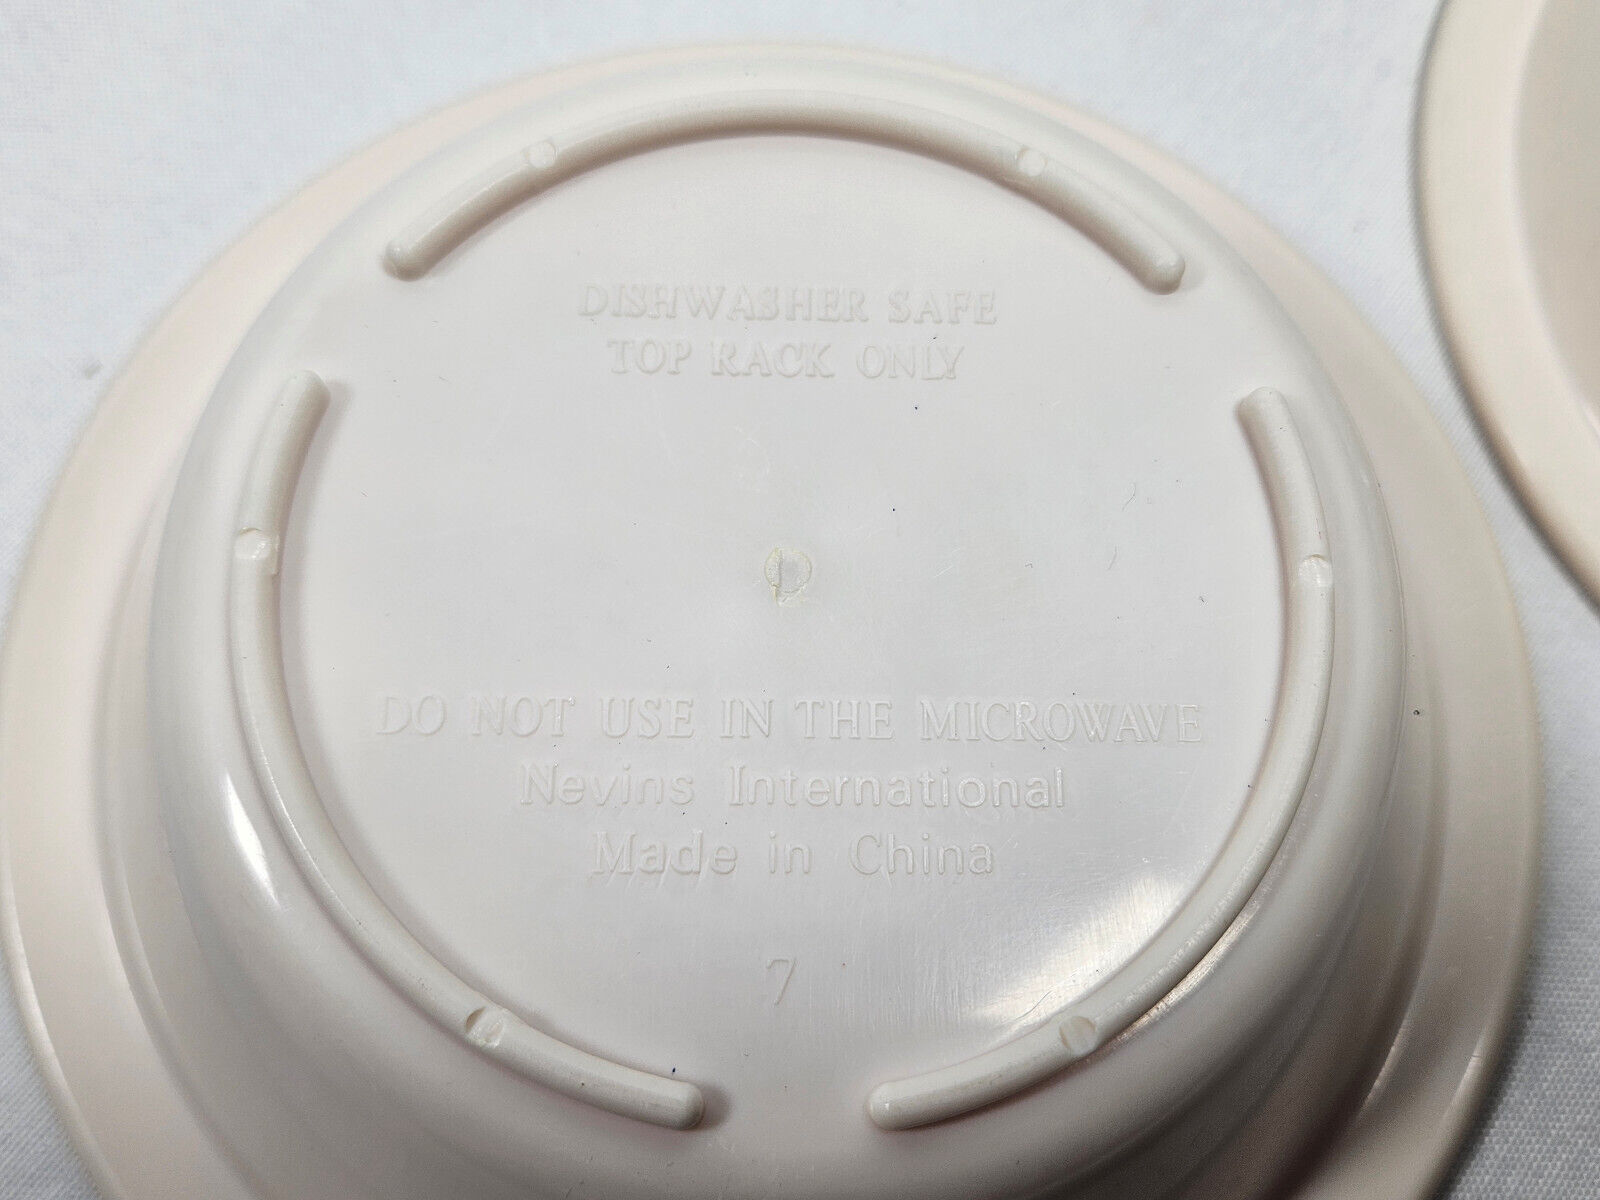 DISHWASHER SAFE
TOP RACK ONLY
DO NOT USE IN THE MICROWAVE
Nevins International
Made in China
7